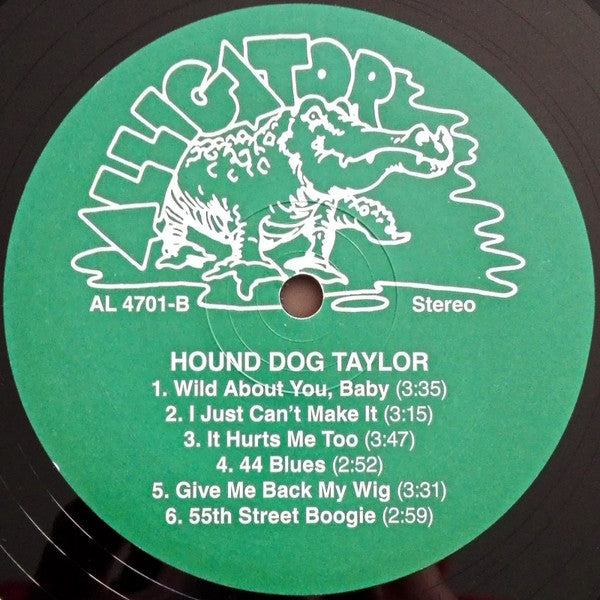 ALLIGATOR
AL 4701-B Stereo
HOUND DOG TAYLOR
1. Wild About You, Baby (3:35)
2. I Just Can't Make It (3:15)
3. It Hurts Me Too (3:47)
4. 44 Blues (2:52)
5. Give Me Back My Wig (3:31)
6. 55th Street Boogie (2:59)